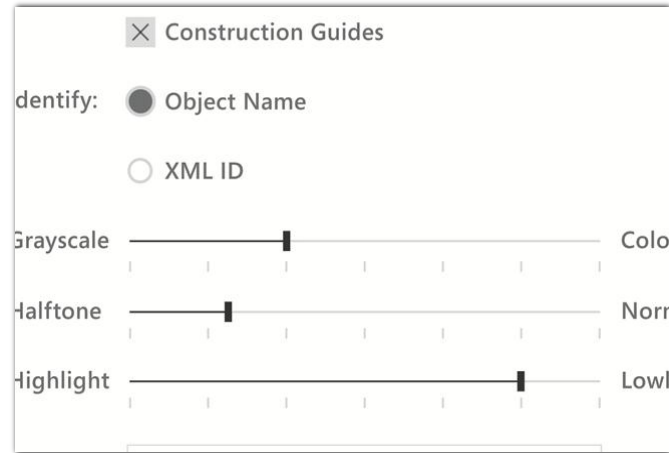 Construction Guides
dentify: Object Name
XML ID
Grayscale Colo
Halftone Norr
Highlight Lowl